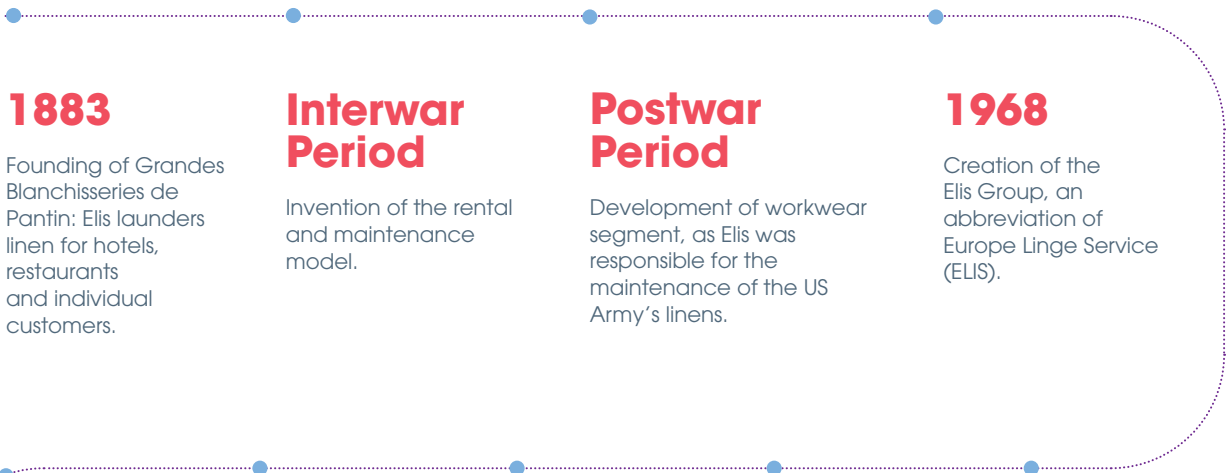 1883
Founding of Grandes
Blanchisseries de
Pantin: Elis launders
linen for hotels,
restaurants
and individual
customers.
Interwar
Period
Invention of the rental
and maintenance
model.
Postwar
Period
Development of workwear
segment, as Elis was
responsible for the
maintenance of the US
Army’s linens.
1968
Creation of the
Elis Group, an
abbreviation of
Europe Linge Service
(ELIS).